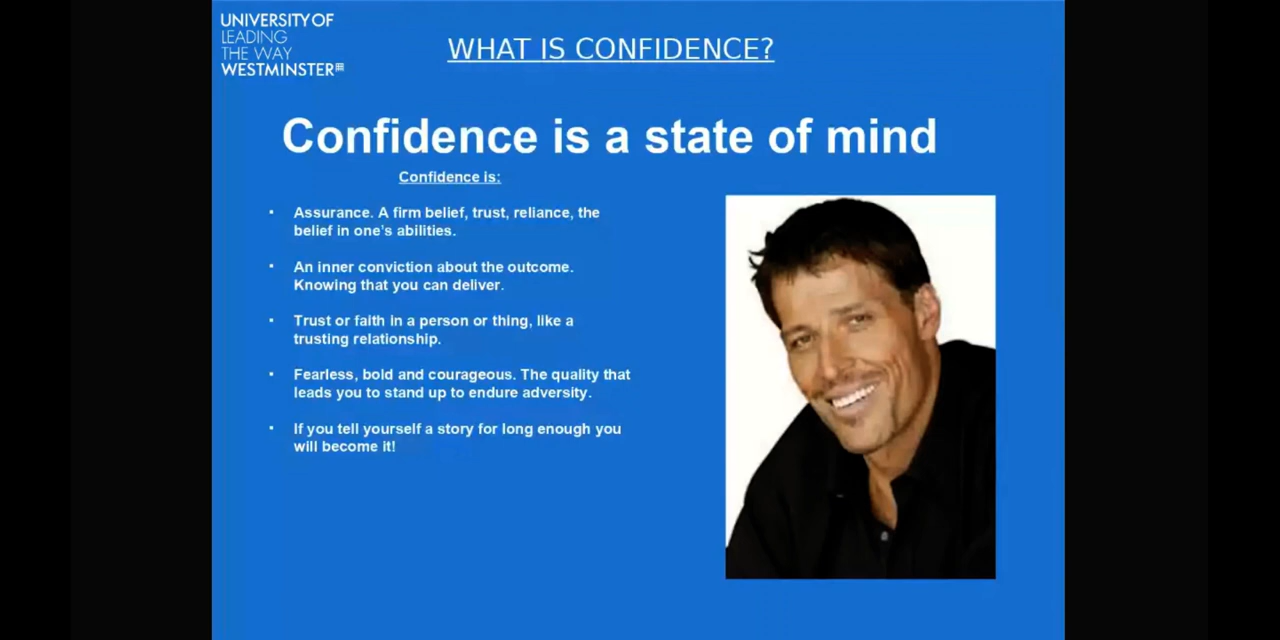 UNIVERSITY OF
LEADING
THE WAY
WESTMINSTER
WHAT IS CONFIDENCE?
Confidence is a state of mind
Confidence is:
• Assurance. A firm belief, trust, reliance, the
belief in one's abilities.
• An inner conviction about the outcome.
Knowing that you can deliver.
• Trust or faith in a person or thing, like a
trusting relationship.
• Fearless, bold and courageous. The quality that
leads you to stand up to endure adversity.
• If you tell yourself a story for long enough you
will become it!